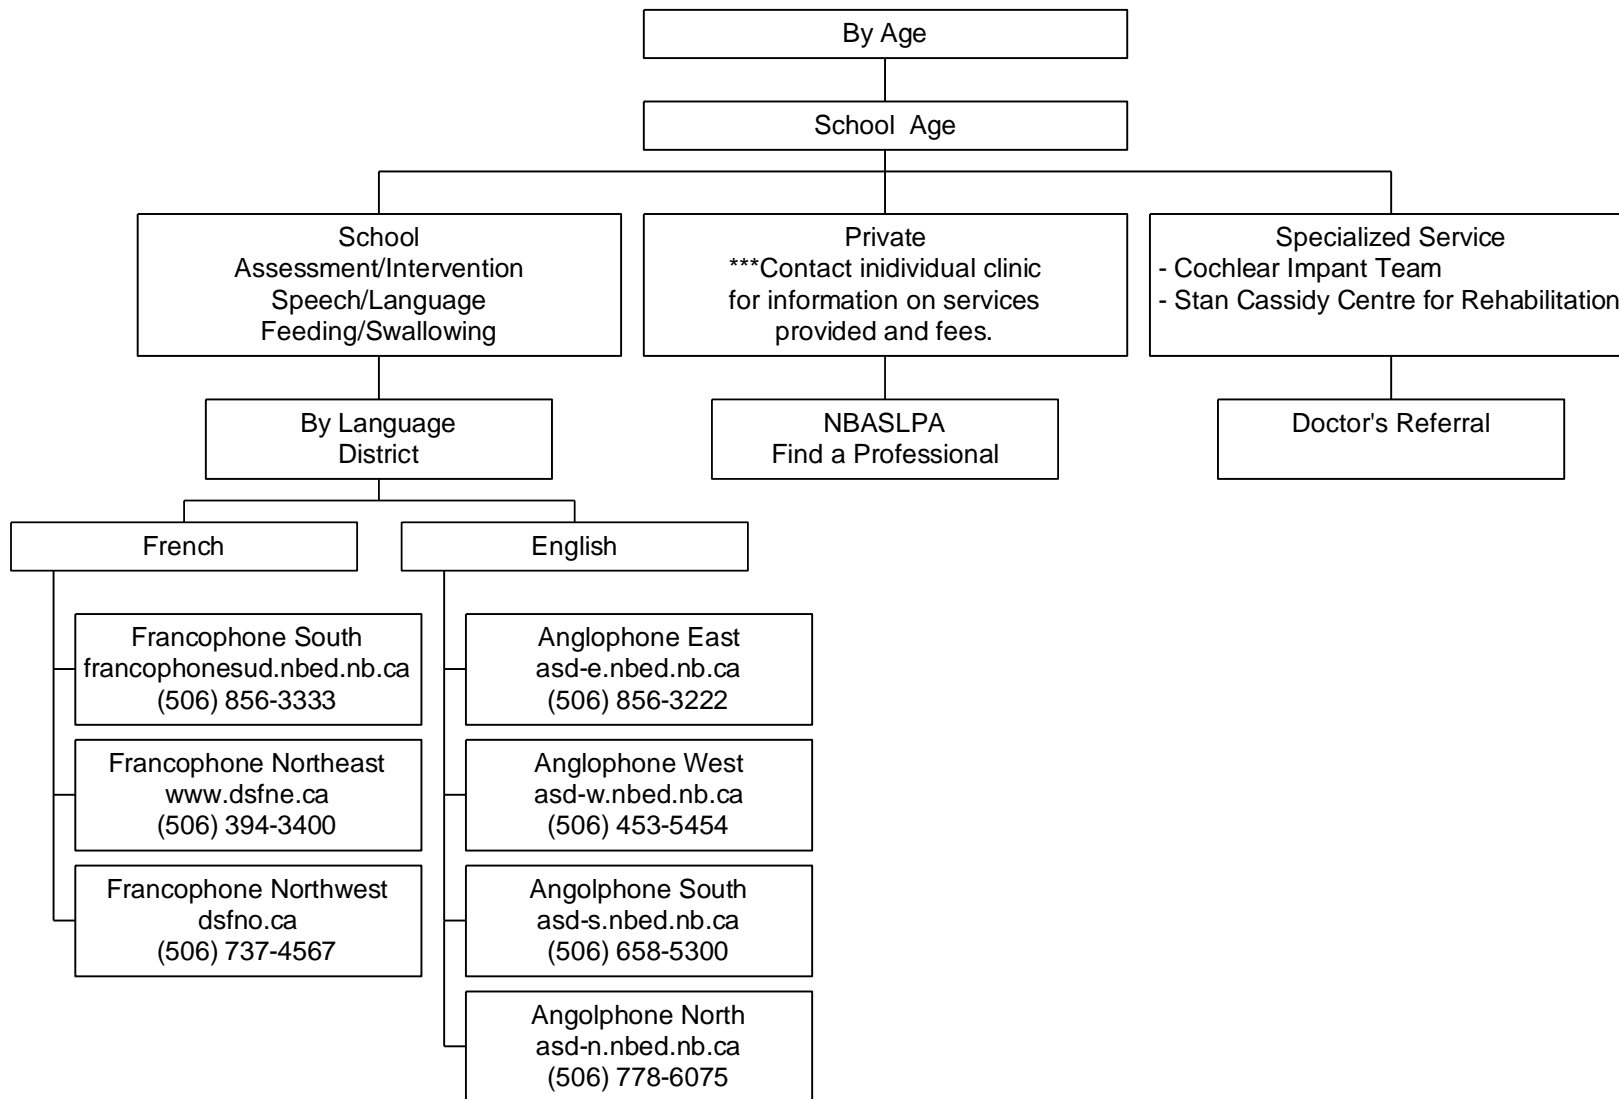 By Age
School  Age
School
Assessment/Intervention
Speech/Language
Feeding/Swallowing
Private
***Contact inidividual clinic
for information on services
provided and fees.
Specialized Service
- Cochlear Impant Team
- Stan Cassidy Centre for Rehabilitation
By Language
District
NBASLPA
Find a Professional
Doctor's Referral
French
English
Francophone South
francophonesud.nbed.nb.ca
(506) 856-3333
Francophone Northeast
www.dsfne.ca
(506) 394-3400
Francophone Northwest
dsfno.ca
(506) 737-4567
Anglophone East
asd-e.nbed.nb.ca
(506) 856-3222
Anglophone West
asd-w.nbed.nb.ca
(506) 453-5454
Angolphone South
asd-s.nbed.nb.ca
(506) 658-5300
Angolphone North
asd-n.nbed.nb.ca
(506) 778-6075